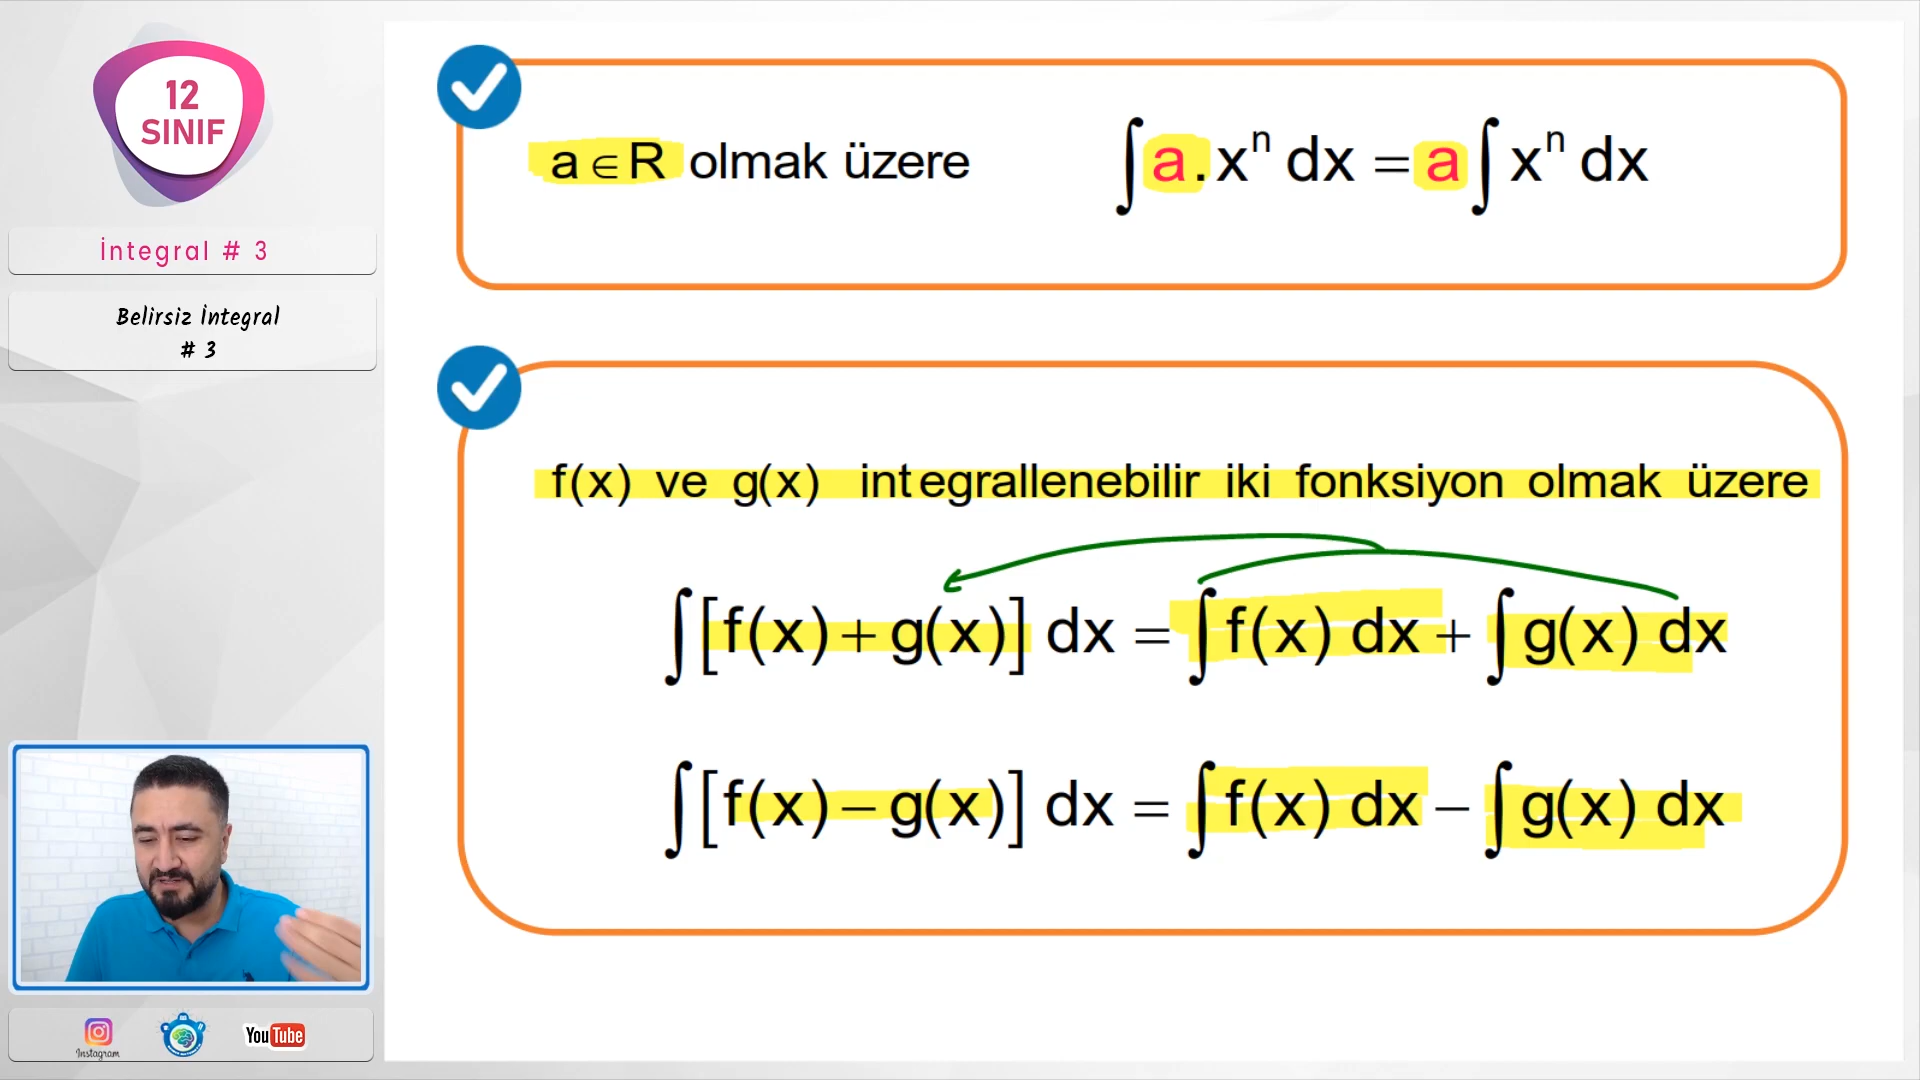 12
SINIF
İntegral # 3
Belirsiz İntegral
# 3
a ∈ R olmak üzere ∫ a . xⁿ dx = a ∫ xⁿ dx
f(x) ve g(x) integrallenebilir iki fonksiyon olmak üzere
∫ [f(x) + g(x)] dx = ∫ f(x) dx + ∫ g(x) dx
∫ [f(x) − g(x)] dx = ∫ f(x) dx − ∫ g(x) dx
Instagram
YouTube